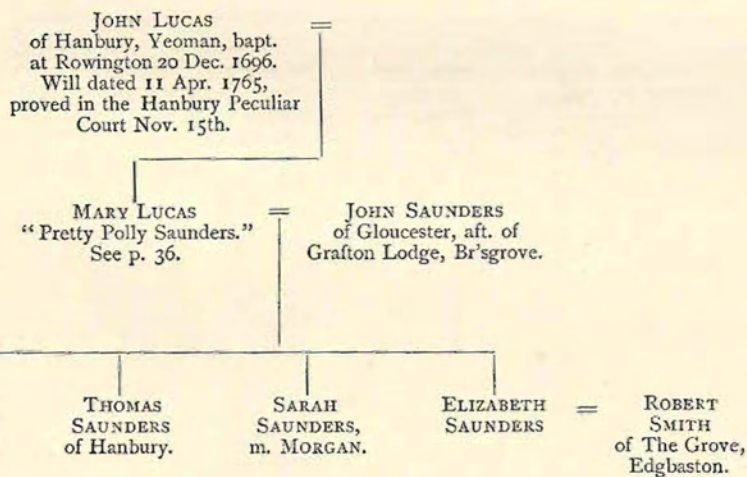 JOHN LUCAS =
of Hanbury, Yeoman, bapt.
at Rowington 20 Dec. 1696.
Will dated 11 Apr. 1765,
proved in the Hanbury Peculiar
Court Nov. 15th.
MARY LUCAS = JOHN SAUNDERS
"Pretty Polly Saunders." of Gloucester, aft. of
See p. 36. Grafton Lodge, Br'sgrove.
THOMAS SARAH ELIZABETH = ROBERT
SAUNDERS SAUNDERS, SAUNDERS SMITH
of Hanbury. m. MORGAN. of The Grove,
Edgbaston.